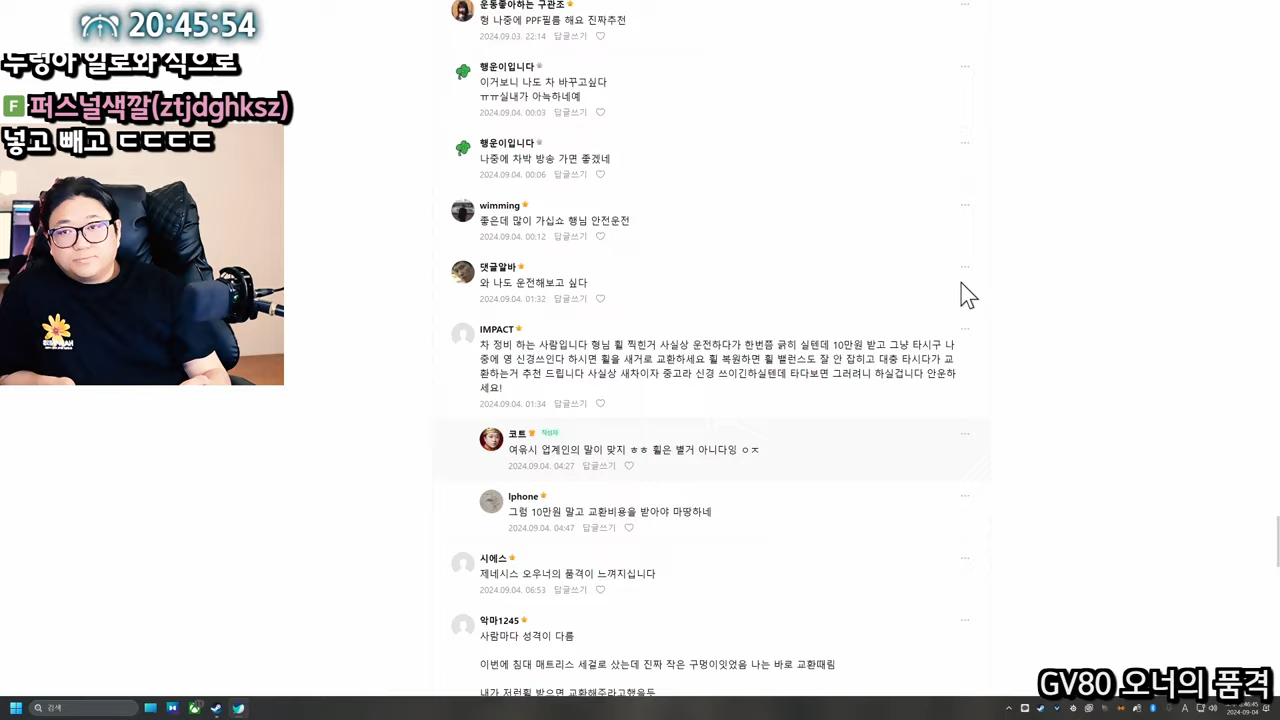 20:45:54
두령아 일로와 식으로
F 퍼스널색깔(ztjdghksz)
넣고 빼고 ㄷㄷㄷㄷ
운동좋아하는 구관조
형 나중에 PPF필름 해요 진짜추천
2024.09.03. 22:14 답글쓰기
행운이입니다
이거보니 나도 차 바꾸고싶다
ㅠㅠ실내가 아늑하네예
2024.09.04. 00:03 답글쓰기
행운이입니다
나중에 차박 방송 가면 좋겠네
2024.09.04. 00:06 답글쓰기
wimming
좋은데 많이 가십쇼 행님 안전운전
2024.09.04. 00:12 답글쓰기
댓글알바
와 나도 운전해보고 싶다
2024.09.04. 01:32 답글쓰기
IMPACT
차 정비 하는 사람입니다 형님 휠 찍힌거 사실상 운전하다가 한번쯤 긁히 실텐데 10만원 받고 그냥 타시구 나
중에 영 신경쓰인다 하시면 휠을 새거로 교환하세요 휠 복원하면 휠 밸런스도 잘 안 잡히고 대충 타시다가 교
환하는거 추천 드립니다 사실상 새차이자 중고라 신경 쓰이긴하실텐데 타다보면 그러려니 하실겁니다 안운하
세요!
2024.09.04. 01:34 답글쓰기
코트 작성자
여윾시 업계인의 말이 맞지 ㅎㅎ 휠은 별거 아니다잉 ㅇㅈ
2024.09.04. 04:27 답글쓰기
Iphone
그럼 10만원 말고 교환비용을 받아야 마땅하네
2024.09.04. 04:47 답글쓰기
시에스
제네시스 오우너의 품격이 느껴지십니다
2024.09.04. 06:53 답글쓰기
악마1245
사람마다 성격이 다름
이번에 침대 매트리스 세걸로 샀는데 진짜 작은 구멍이잇었음 나는 바로 교환때림
내가 저런휠 받으면 교환해주라고했을듯
GV80 오너의 품격
검색
2024-09-04